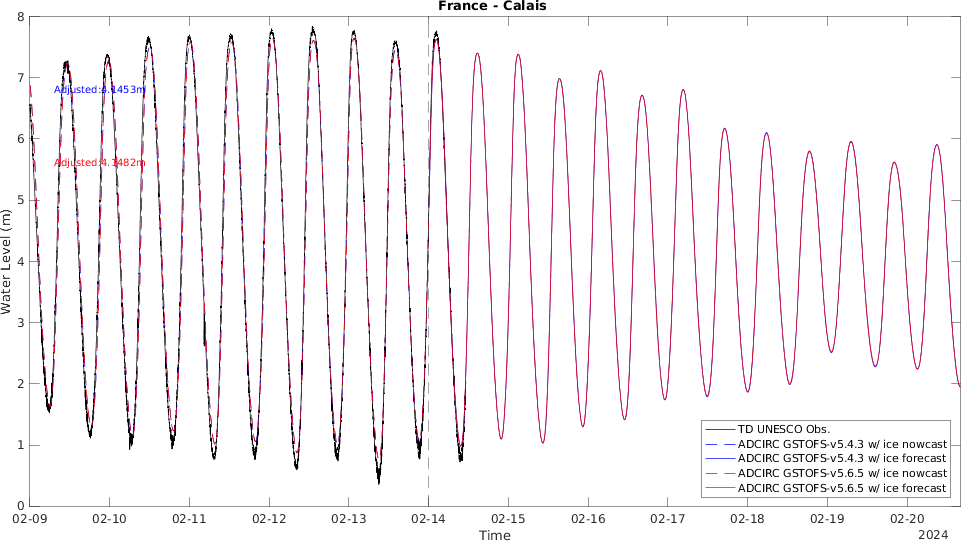 France - Calais
8
7
6
5
4
3
2
1
0
Water Level (m)
Adjusted:4.1453m
Adjusted:4.1482m
TD UNESCO Obs.
ADCIRC GSTOFS-v5.4.3 w/ ice nowcast
ADCIRC GSTOFS-v5.4.3 w/ ice forecast
ADCIRC GSTOFS-v5.6.5 w/ ice nowcast
ADCIRC GSTOFS-v5.6.5 w/ ice forecast
02-09 02-10 02-11 02-12 02-13 02-14 02-15 02-16 02-17 02-18 02-19 02-20
Time
2024